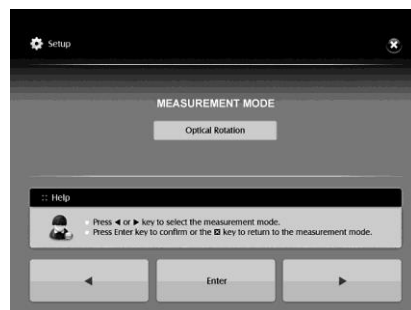 Setup
MEASUREMENT MODE
Optical Rotation
:: Help
Press ◄ or ► key to select the measurement mode.
Press Enter key to confirm or the ⊠ key to return to the measurement mode.
◄ Enter ►